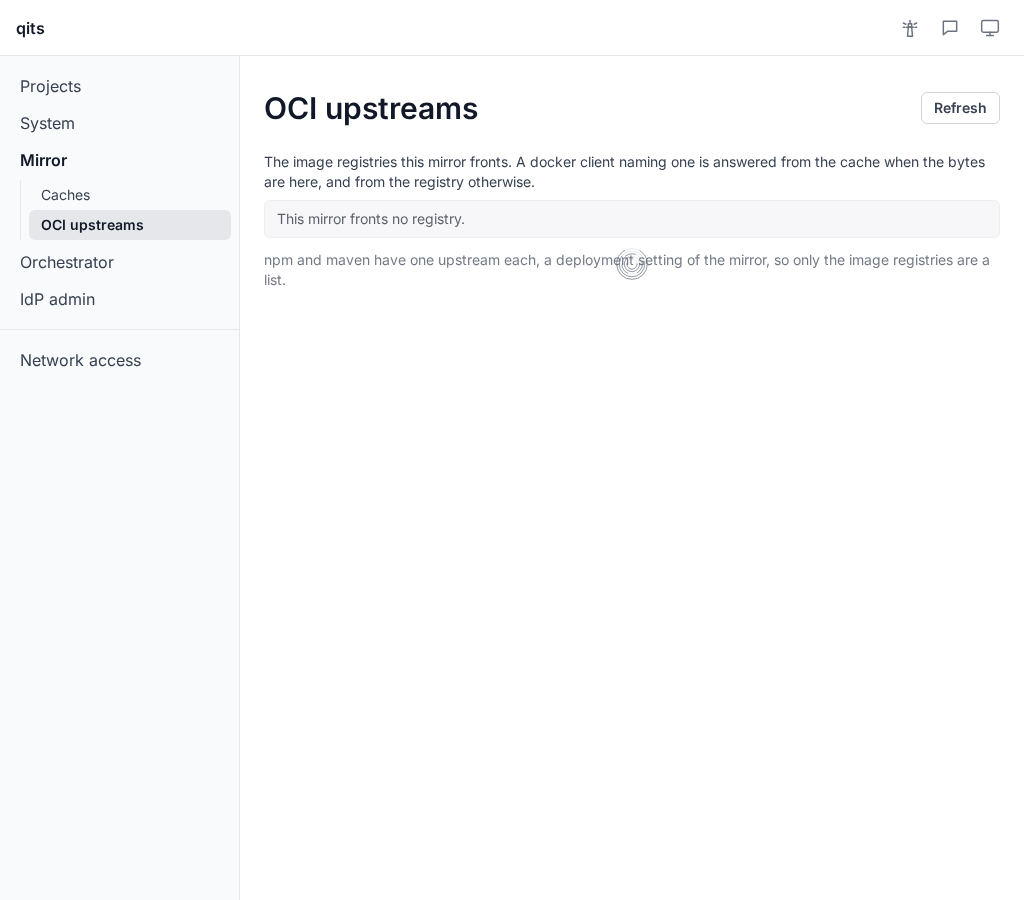 qits
Projects
System
Mirror
Caches
OCI upstreams
Orchestrator
IdP admin
Network access
OCI upstreams
Refresh
The image registries this mirror fronts. A docker client naming one is answered from the cache when the bytes
are here, and from the registry otherwise.
This mirror fronts no registry.
npm and maven have one upstream each, a deployment setting of the mirror, so only the image registries are a
list.